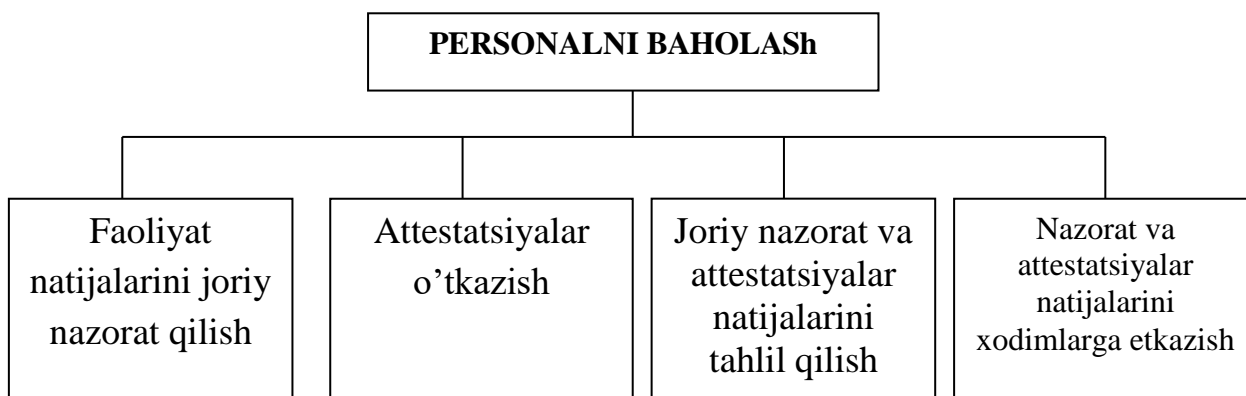 PERSONALNI BAHOLASh
Faoliyat
natijalarini joriy
nazorat qilish
Attestatsiyalar
o’tkazish
Joriy nazorat va
attestatsiyalar
natijalarini
tahlil qilish
Nazorat va
attestatsiyalar
natijalarini
xodimlarga etkazish